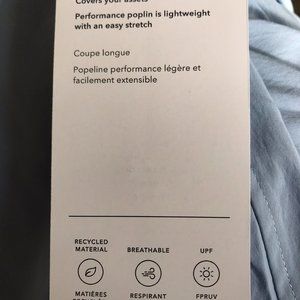 Covers your assets
Performance poplin is lightweight
with an easy stretch
Coupe longue
Popeline performance légère et
facilement extensible
RECYCLED
MATERIAL
BREATHABLE
UPF
MATIÈRES
RESPIRANT
FPRUV